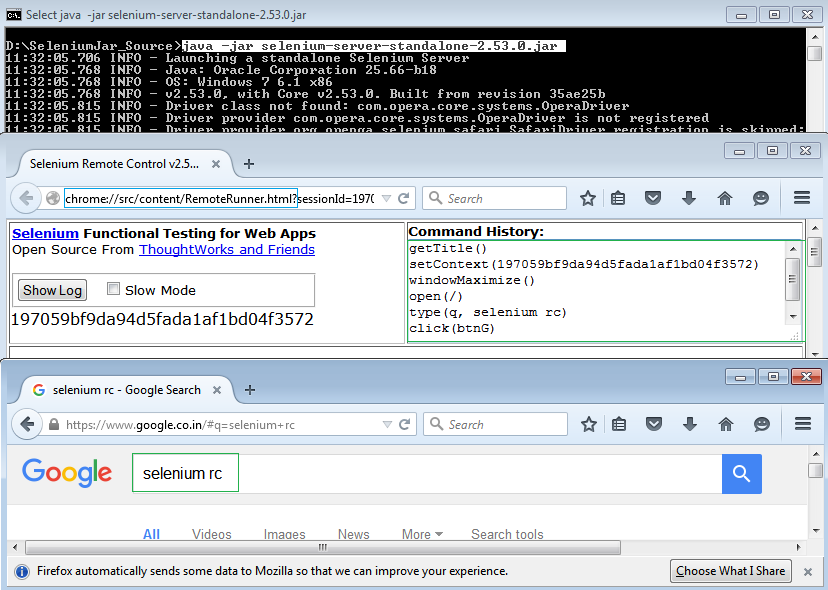 Select java -jar selenium-server-standalone-2.53.0.jar
D:\SeleniumJar_Source>java -jar selenium-server-standalone-2.53.0.jar
11:32:05.706 INFO - Launching a standalone Selenium Server
11:32:05.768 INFO - Java: Oracle Corporation 25.66-b18
11:32:05.768 INFO - OS: Windows 7 6.1 x86
11:32:05.768 INFO - v2.53.0, with Core v2.53.0. Built from revision 35ae25b
11:32:05.815 INFO - Driver class not found: com.opera.core.systems.OperaDriver
11:32:05.815 INFO - Driver provider com.opera.core.systems.OperaDriver is not registered
11:32:05.815 INFO - Driver provider org.openqa.selenium.safari.SafariDriver registration is skipped:
Selenium Remote Control v2.5...
chrome://src/content/RemoteRunner.html?sessionId=1970
Search
Selenium Functional Testing for Web Apps
Open Source From ThoughtWorks and Friends
Show Log
Slow Mode
197059bf9da94d5fada1af1bd04f3572
Command History:
getTitle()
setContext(197059bf9da94d5fada1af1bd04f3572)
windowMaximize()
open(/)
type(q, selenium rc)
click(btnG)
selenium rc - Google Search
https://www.google.co.in/#q=selenium+rc
Search
Google
selenium rc
All Videos Images News More Search tools
Firefox automatically sends some data to Mozilla so that we can improve your experience.
Choose What I Share